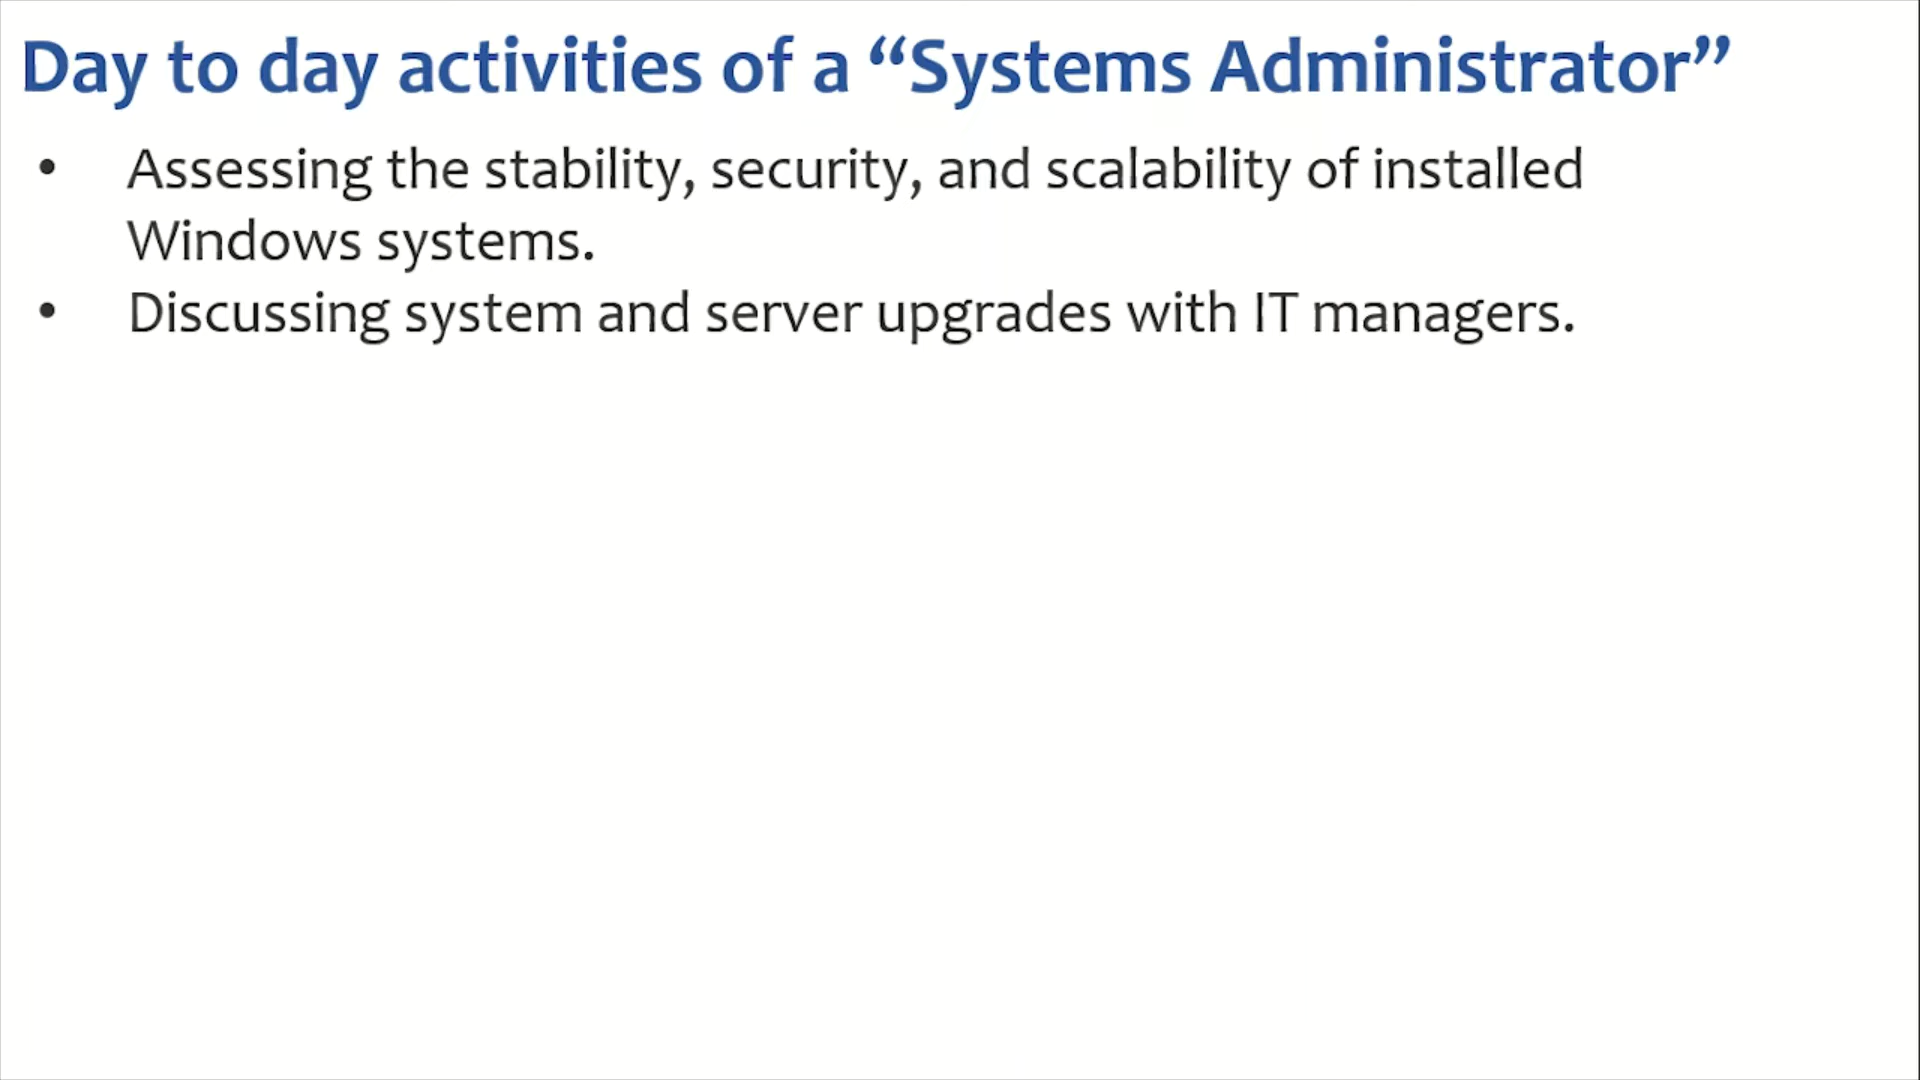 Day to day activities of a “Systems Administrator”
• Assessing the stability, security, and scalability of installed
Windows systems.
• Discussing system and server upgrades with IT managers.